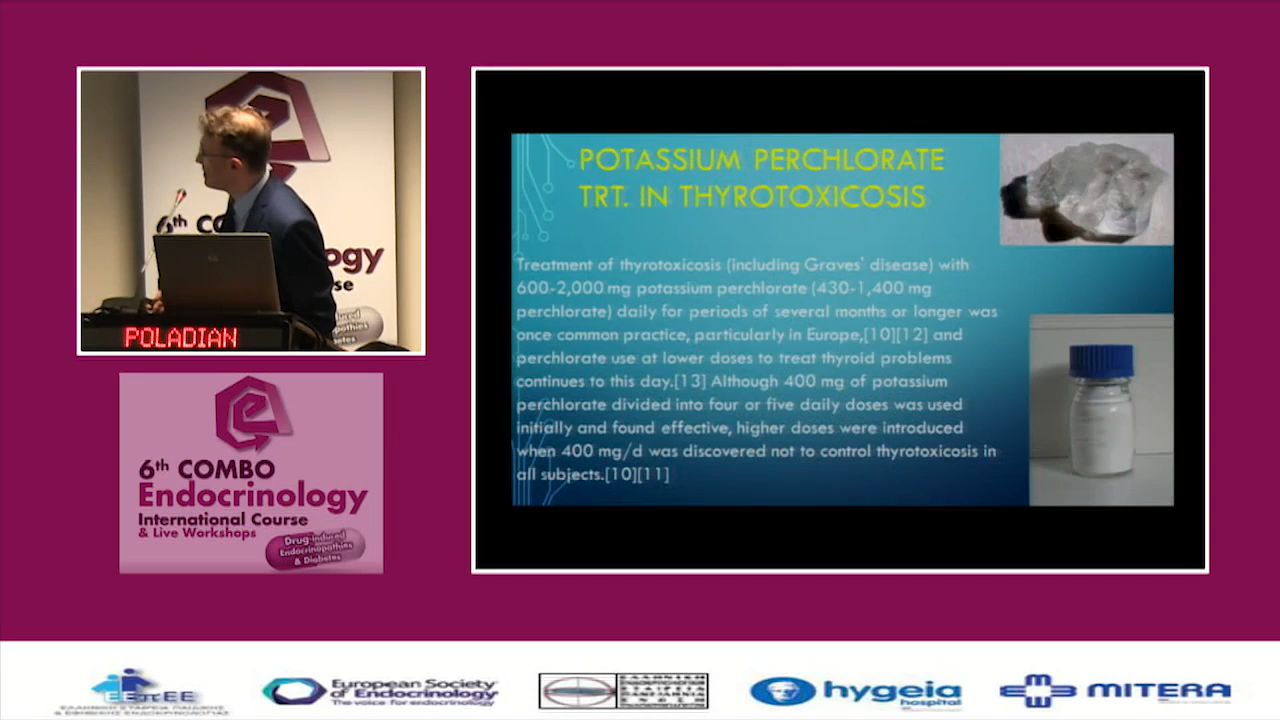 6th CO
ogy
se
POLADIAN
6th COMBO
Endocrinology
International Course
& Live Workshops
Drug-induced
Endocrinopathies
& Diabetes
POTASSIUM PERCHLORATE
TRT. IN THYROTOXICOSIS
Treatment of thyrotoxicosis (including Graves' disease) with
600-2,000 mg potassium perchlorate (430-1,400 mg
perchlorate) daily for periods of several months or longer was
once common practice, particularly in Europe,[10][12] and
perchlorate use at lower doses to treat thyroid problems
continues to this day.[13] Although 400 mg of potassium
perchlorate divided into four or five daily doses was used
initially and found effective, higher doses were introduced
when 400 mg/d was discovered not to control thyrotoxicosis in
all subjects.[10][11]
European Society
of Endocrinology
The voice for endocrinology
hygeia
hospital
MITERA